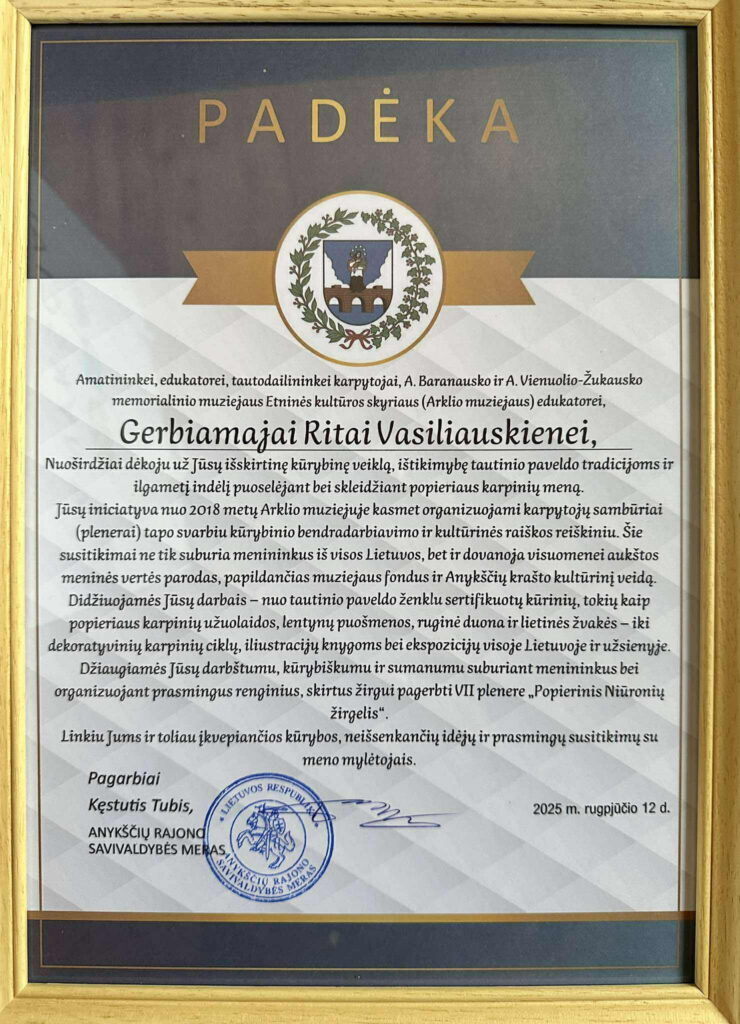 PADĖKA
Amatininkei, edukatorei, tautodailininkei karpytojai, A. Baranausko ir A. Vienuolio-Žukausko
memorialinio muziejaus Etninės kultūros skyriaus (Arklio muziejaus) edukatorei,
Gerbiamajai Ritai Vasiliauskienei,
Nuoširdžiai dėkoju už Jūsų išskirtinę kūrybinę veiklą, ištikimybę tautinio paveldo tradicijoms ir
ilgametį indėlį puoselėjant bei skleidžiant popieriaus karpinių meną.
Jūsų iniciatyva nuo 2018 metų Arklio muziejuje kasmet organizuojami karpytojų sambūriai
(plenerai) tapo svarbiu kūrybinio bendradarbiavimo ir kultūrinės raiškos reiškiniu. Šie
susitikimai ne tik suburia menininkus iš visos Lietuvos, bet ir dovanoja visuomenei aukštos
meninės vertės parodas, papildančias muziejaus fondus ir Anykščių krašto kultūrinį veidą.
Didžiuojamės Jūsų darbais – nuo tautinio paveldo ženklu sertifikuotų kūrinių, tokių kaip
popieriaus karpinių užuolaidos, lentynų puošmenos, ruginė duona ir lietinės žvakės – iki
dekoratyvinių karpinių ciklų, iliustracijų knygoms bei ekspozicijų visoje Lietuvoje ir užsienyje.
Džiaugiamės Jūsų darbštumu, kūrybiškumu ir sumanumu suburiant menininkus bei
organizuojant prasmingus renginius, skirtus žirgui pagerbti VII plenere „Popierinis Niūronių
žirgelis“.
Linkiu Jums ir toliau įkvepiančios kūrybos, neišsenkančių idėjų ir prasmingų susitikimų su
meno mylėtojais.
Pagarbiai
Kęstutis Tubis,
2025 m. rugpjūčio 12 d.
ANYKŠČIŲ RAJONO
SAVIVALDYBĖS MERAS
LIETUVOS RESPUBLIKA
ANYKŠČIŲ RAJONO
SAVIVALDYBĖS MERAS